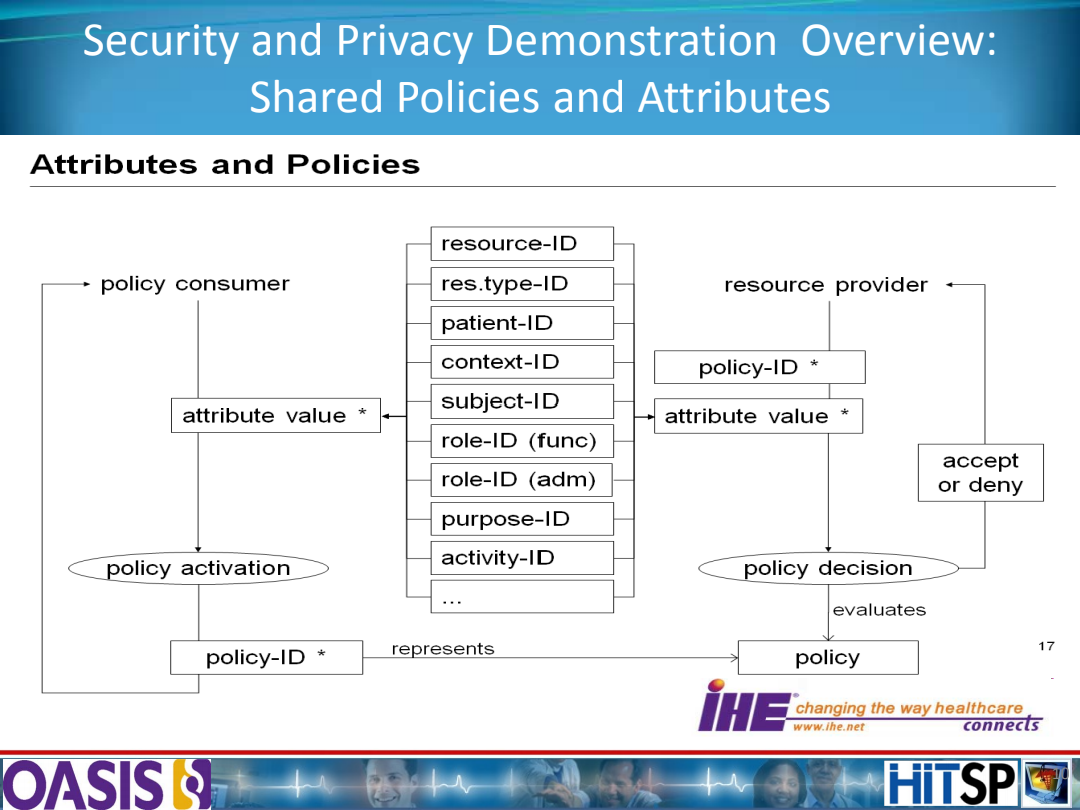 Security and Privacy Demonstration Overview:
Shared Policies and Attributes
Attributes and Policies
policy consumer
attribute value *
policy activation
policy-ID *
represents
resource-ID
res.type-ID
patient-ID
context-ID
subject-ID
role-ID (func)
role-ID (adm)
purpose-ID
activity-ID
...
resource provider
policy-ID *
attribute value *
accept
or deny
policy decision
evaluates
policy
17
IHE
changing the way healthcare
www.ihe.net
connects
OASIS
HITSP